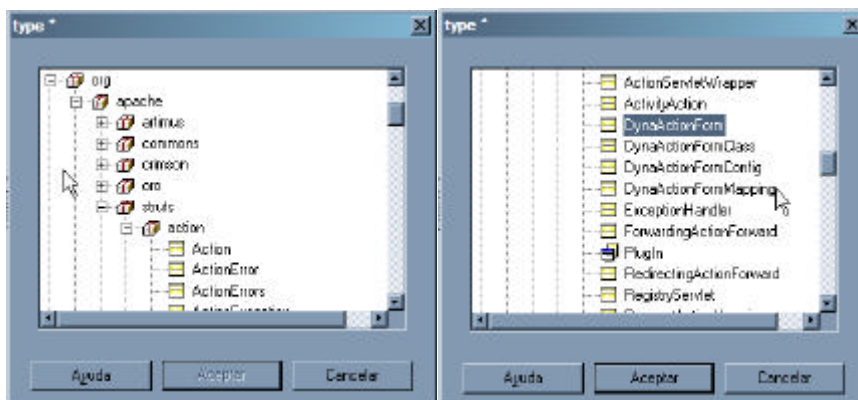 type *
org
apache
artimus
commons
crimson
oro
struts
action
Action
ActionError
ActionErrors
ActionException
Ayuda
Aceptar
Cancelar
type *
ActionServletWrapper
ActivityAction
DynaActionForm
DynaActionFormClass
DynaActionFormConfig
DynaActionFormMapping
ExceptionHandler
ForwardingActionForward
PlugIn
RedirectingActionForward
RegistryServlet
Ayuda
Aceptar
Cancelar